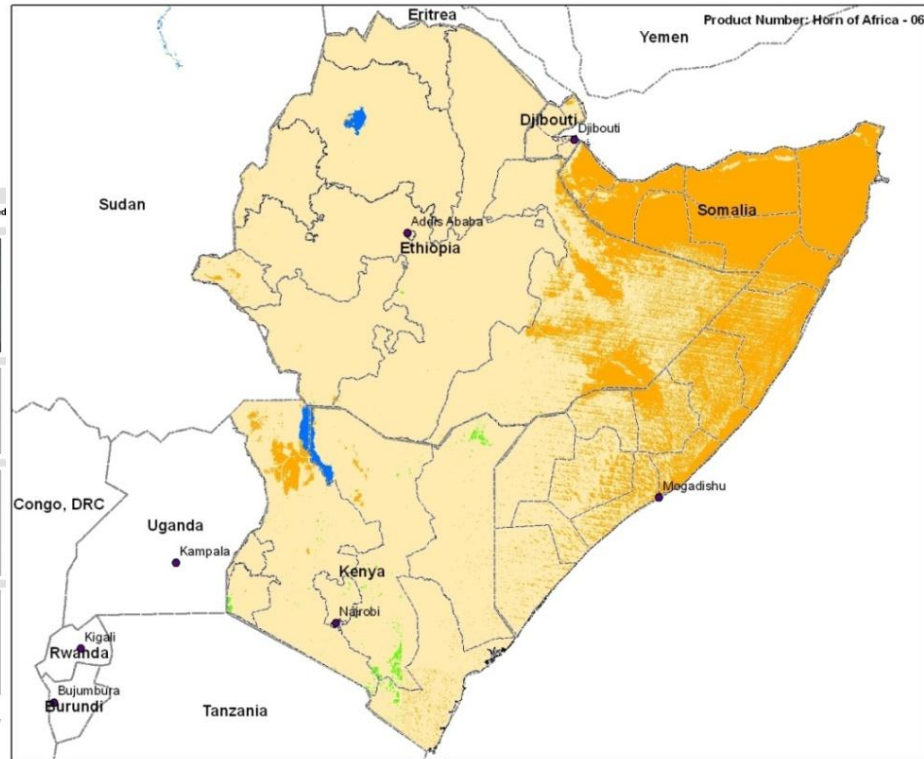 Eritrea
Product Number: Horn of Africa - 06
Yemen
Djibouti
Djibouti
Sudan
Somalia
Addis Ababa
Ethiopia
Mogadishu
Congo, DRC
Uganda
Kampala
Kenya
Nairobi
Kigali
Rwanda
Bujumbura
Burundi
Tanzania